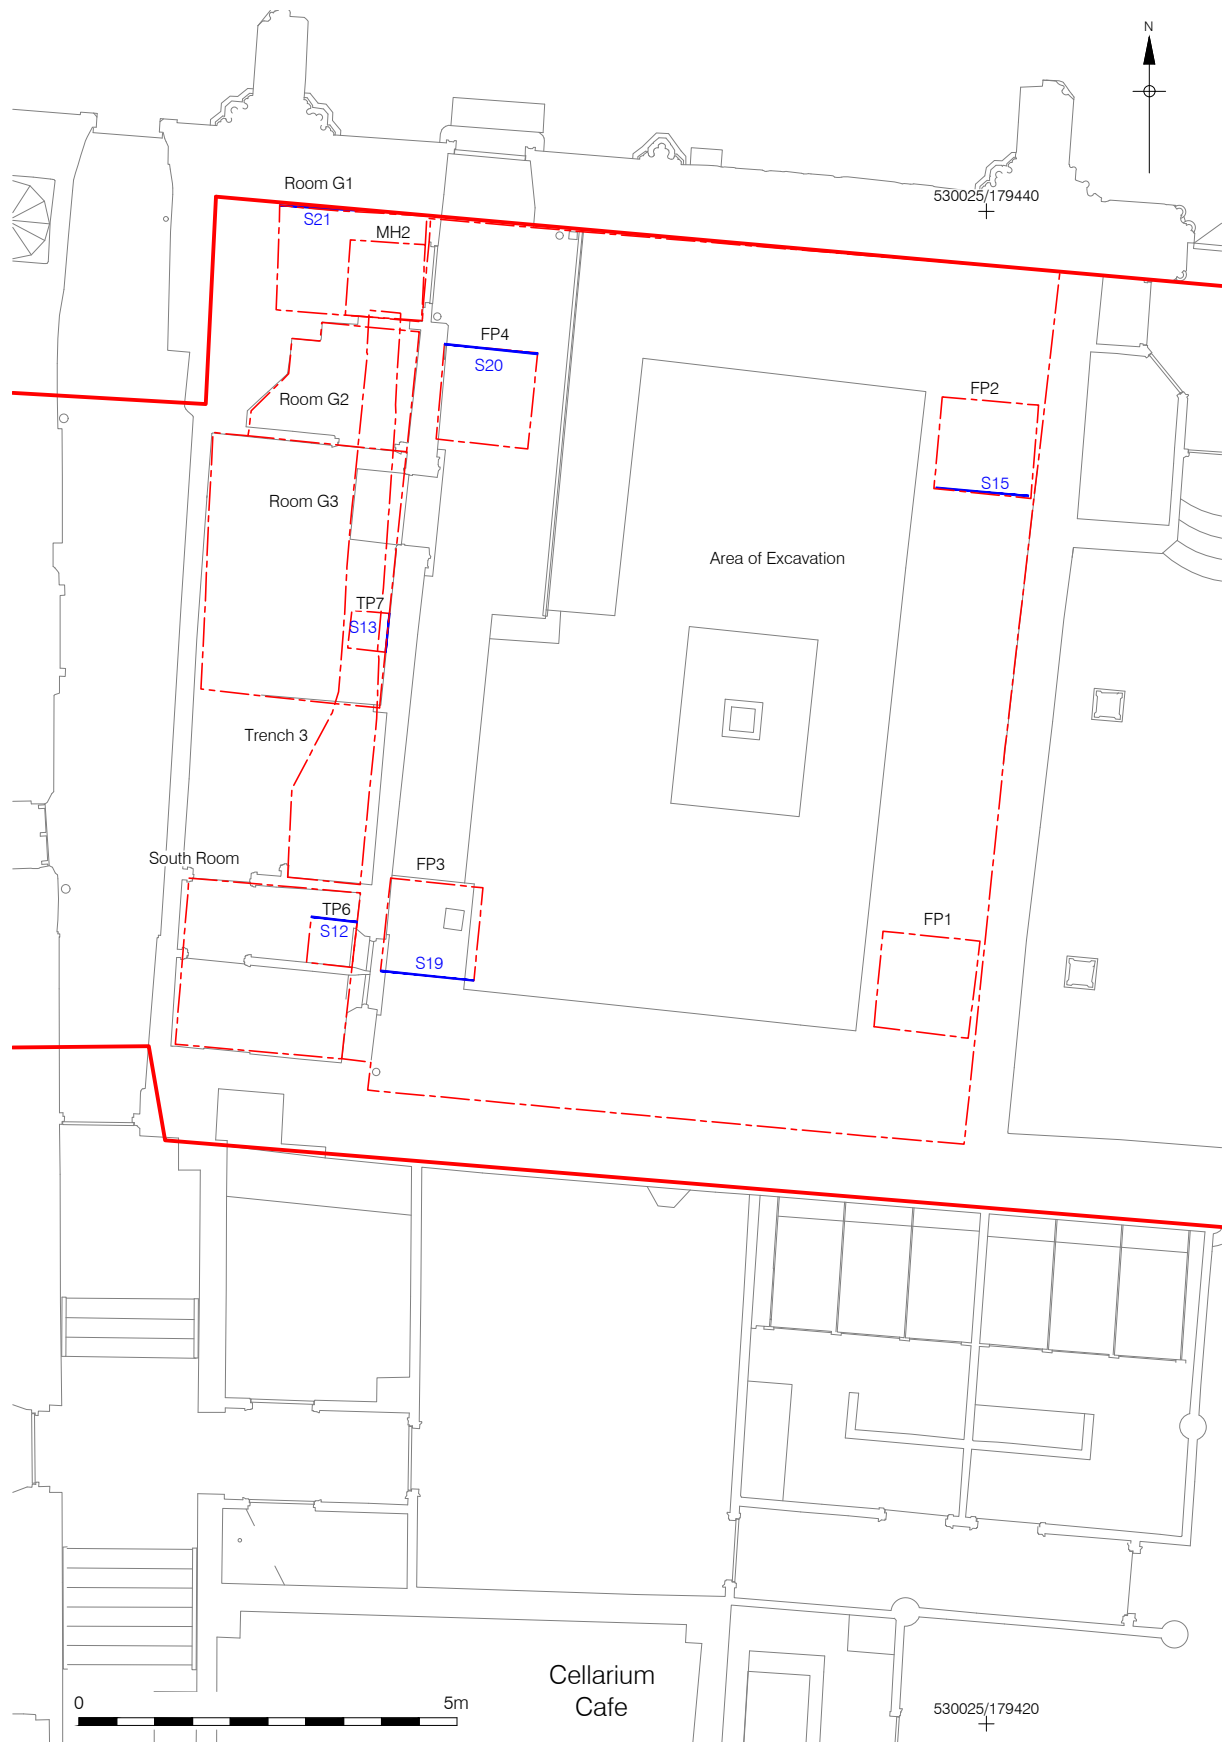 N
Room G1
530025/179440
S21
MH2
FP4
S20
FP2
Room G2
S15
Room G3
Area of Excavation
TP7
S13
Trench 3
South Room
FP3
TP6
FP1
S12
S19
Cellarium
Cafe
0
5m
530025/179420